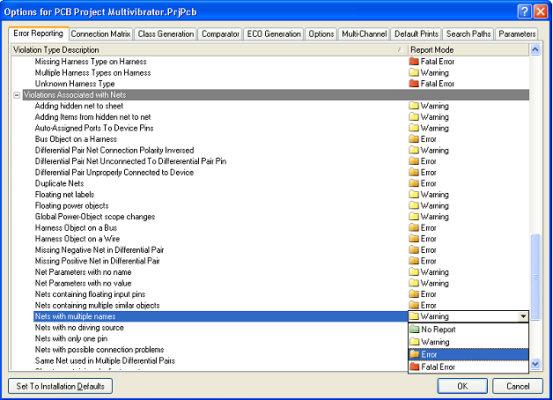 Options for PCB Project Multivibrator.PrjPcb
Error Reporting Connection Matrix Class Generation Comparator ECO Generation Options Multi-Channel Default Prints Search Paths Parameters
Violation Type Description Report Mode
Missing Harness Type on Harness Fatal Error
Multiple Harness Types on Harness Warning
Unknown Harness Type Fatal Error
Violations Associated with Nets
Adding hidden net to sheet Warning
Adding Items from hidden net to net Warning
Auto-Assigned Ports To Device Pins Warning
Bus Object on a Harness Error
Differential Pair Net Connection Polarity Inversed Warning
Differential Pair Net Unconnected To Differerential Pair Pin Error
Differential Pair Unproperly Connected to Device Error
Duplicate Nets Error
Floating net labels Warning
Floating power objects Warning
Global Power-Object scope changes Warning
Harness Object on a Bus Error
Harness Object on a Wire Error
Missing Negative Net in Differential Pair Error
Missing Positive Net in Differential Pair Error
Net Parameters with no name Warning
Net Parameters with no value Warning
Nets containing floating input pins Error
Nets containing multiple similar objects Error
Nets with multiple names Warning
Nets with no driving source No Report
Nets with only one pin Warning
Nets with possible connection problems Error
Same Net used in Multiple Differential Pairs Fatal Error
Set To Installation Defaults OK Cancel